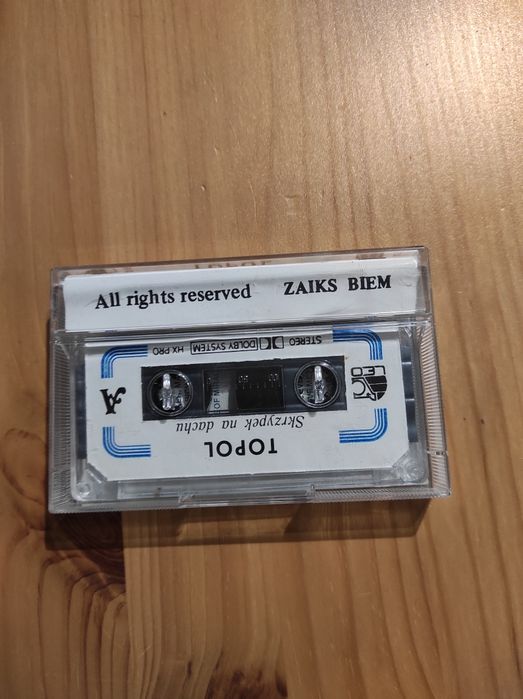 All rights reserved ZAIKS BIEM
TOPOL
Skrzypek na dachu
STEREO DOLBY SYSTEM HX PRO
A